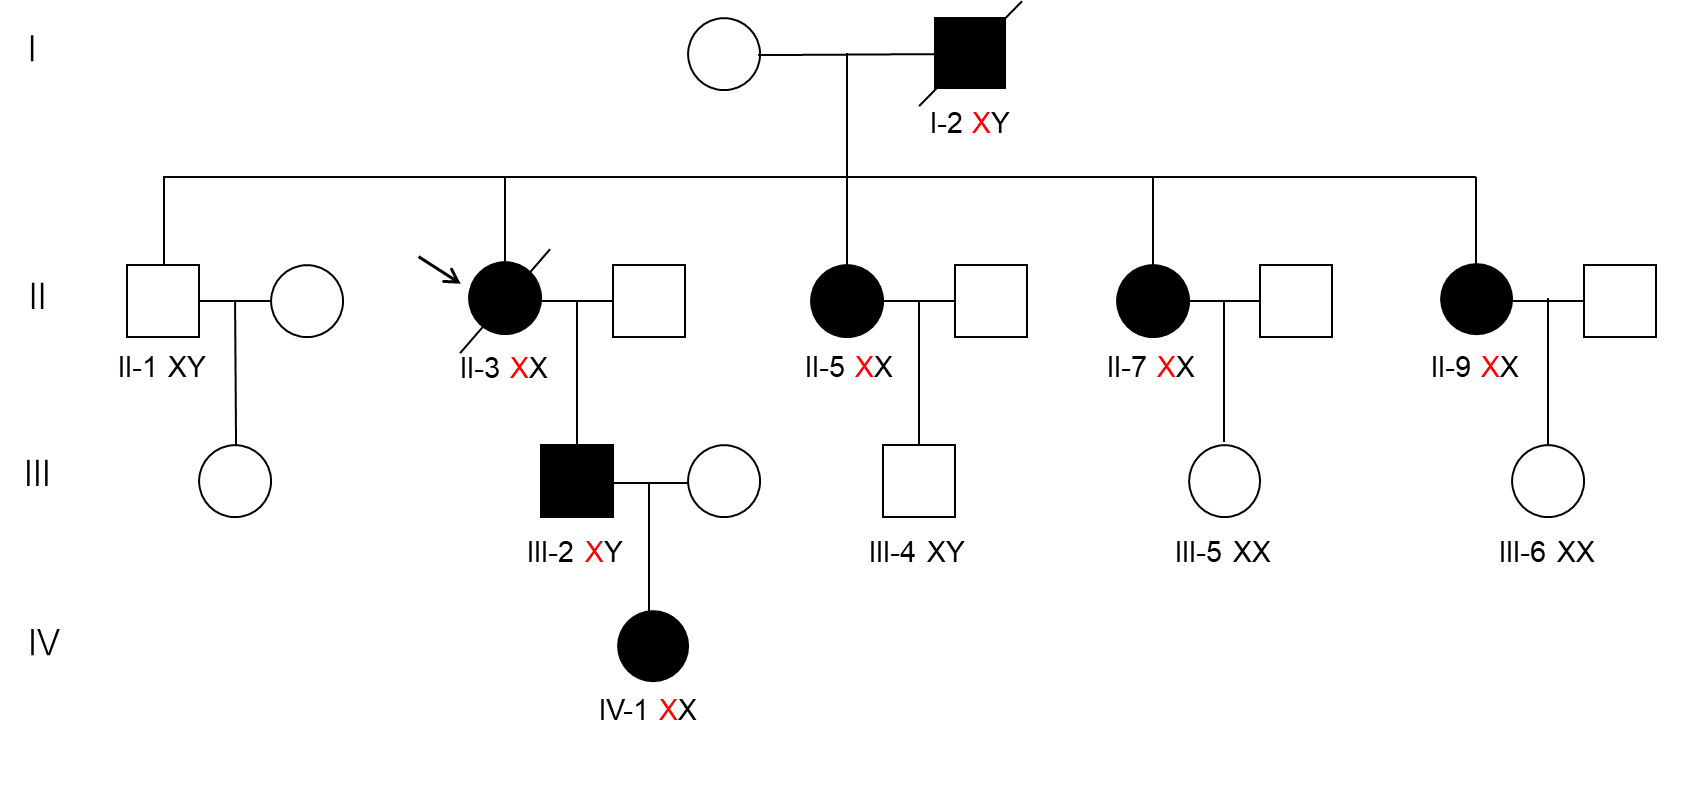 I
I-2 XY
II
II-1 XY
II-3 XX
II-5 XX
II-7 XX
II-9 XX
III
III-2 XY
III-4 XY
III-5 XX
III-6 XX
IV
IV-1 XX